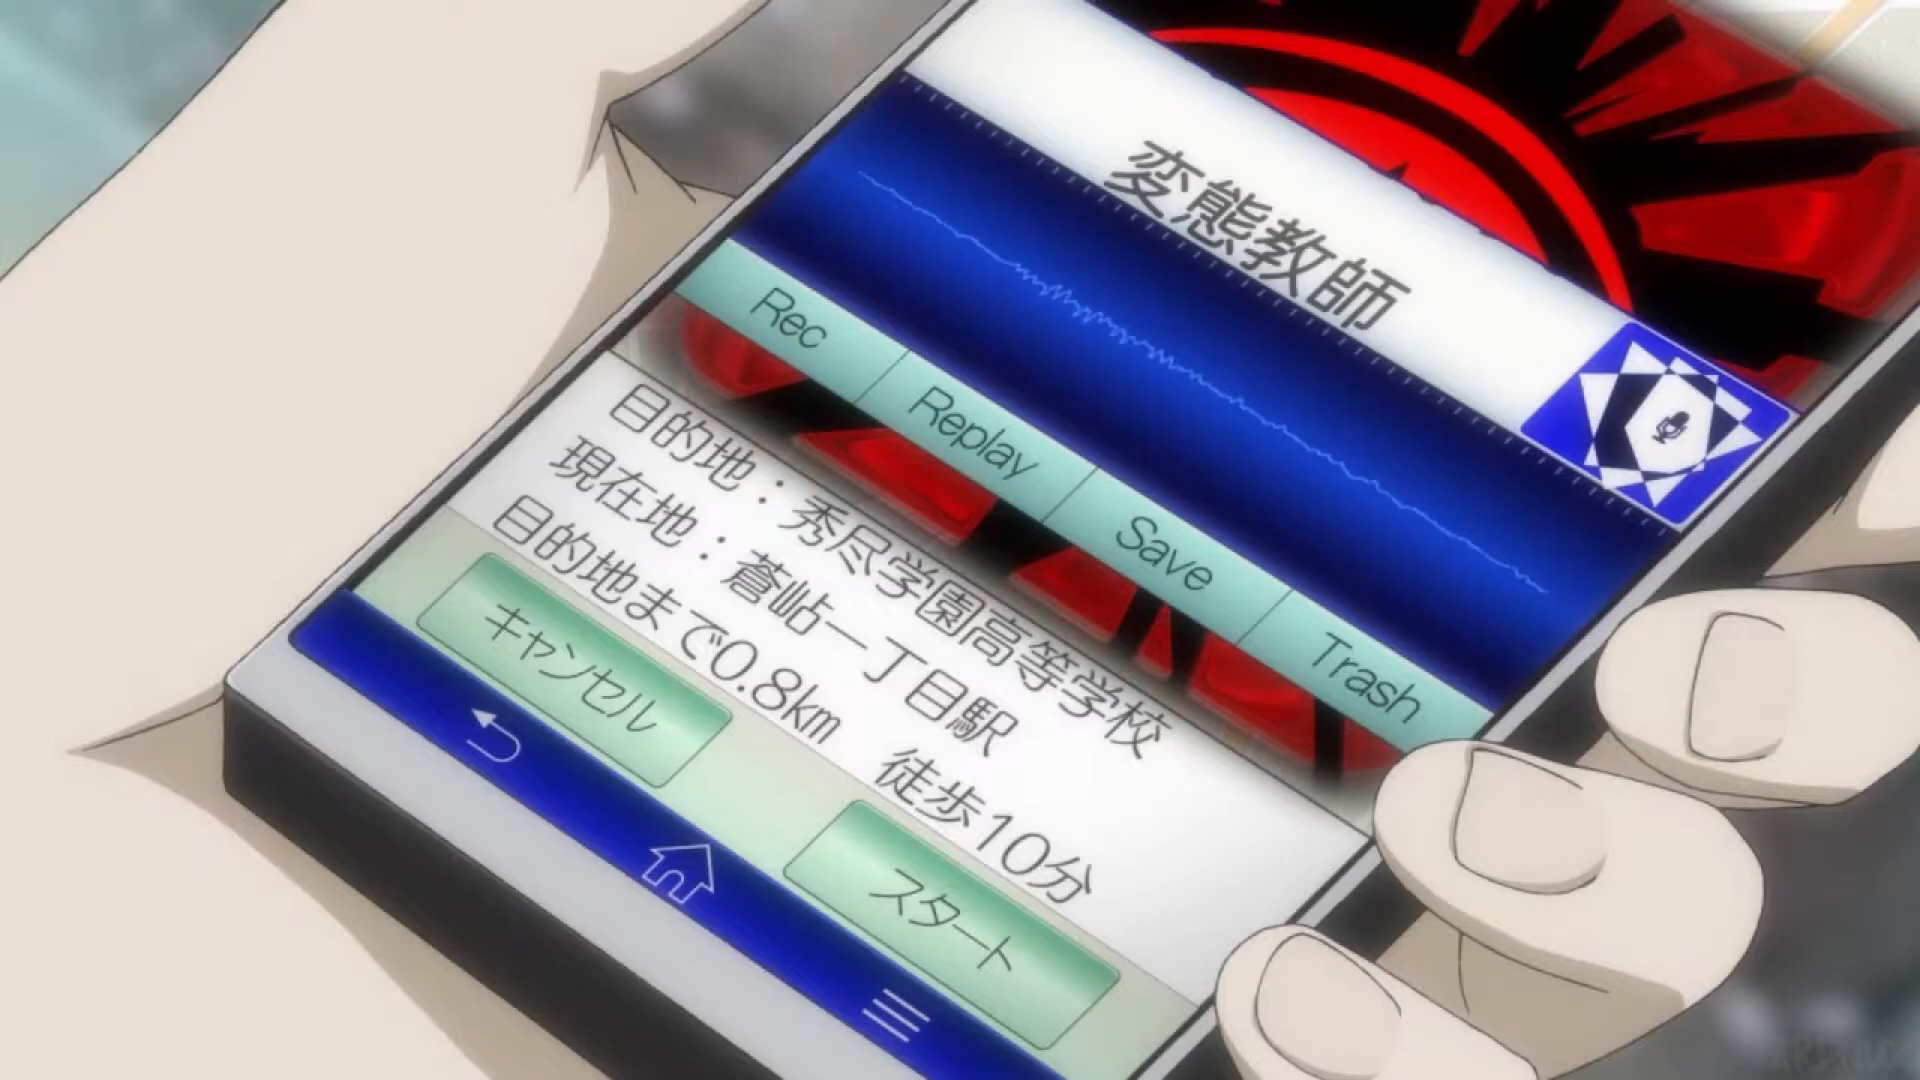 変態教師
Rec
Replay
Save
Trash
目的地：秀尽学園高等学校
現在地：蒼山一丁目駅
目的地まで0.8km　徒歩10分
キャンセル
スタート